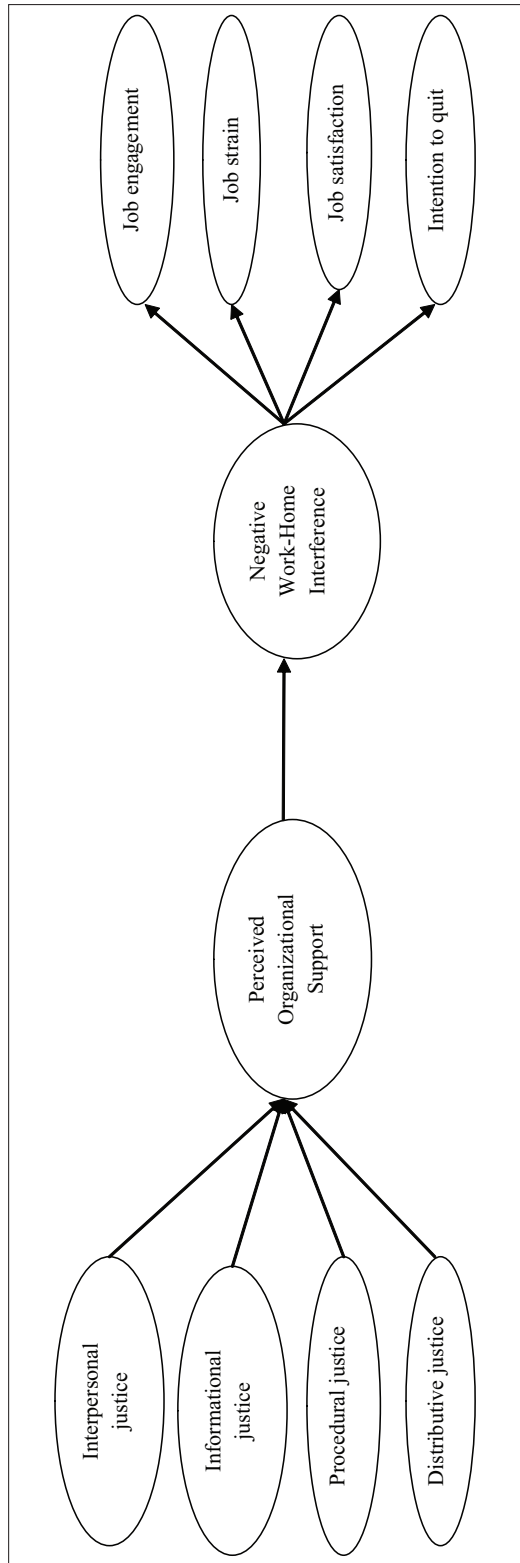 Interpersonal
justice
Informational
justice
Procedural justice
Distributive justice
Perceived
Organizational
Support
Negative
Work-Home
Interference
Job engagement
Job strain
Job satisfaction
Intention to quit